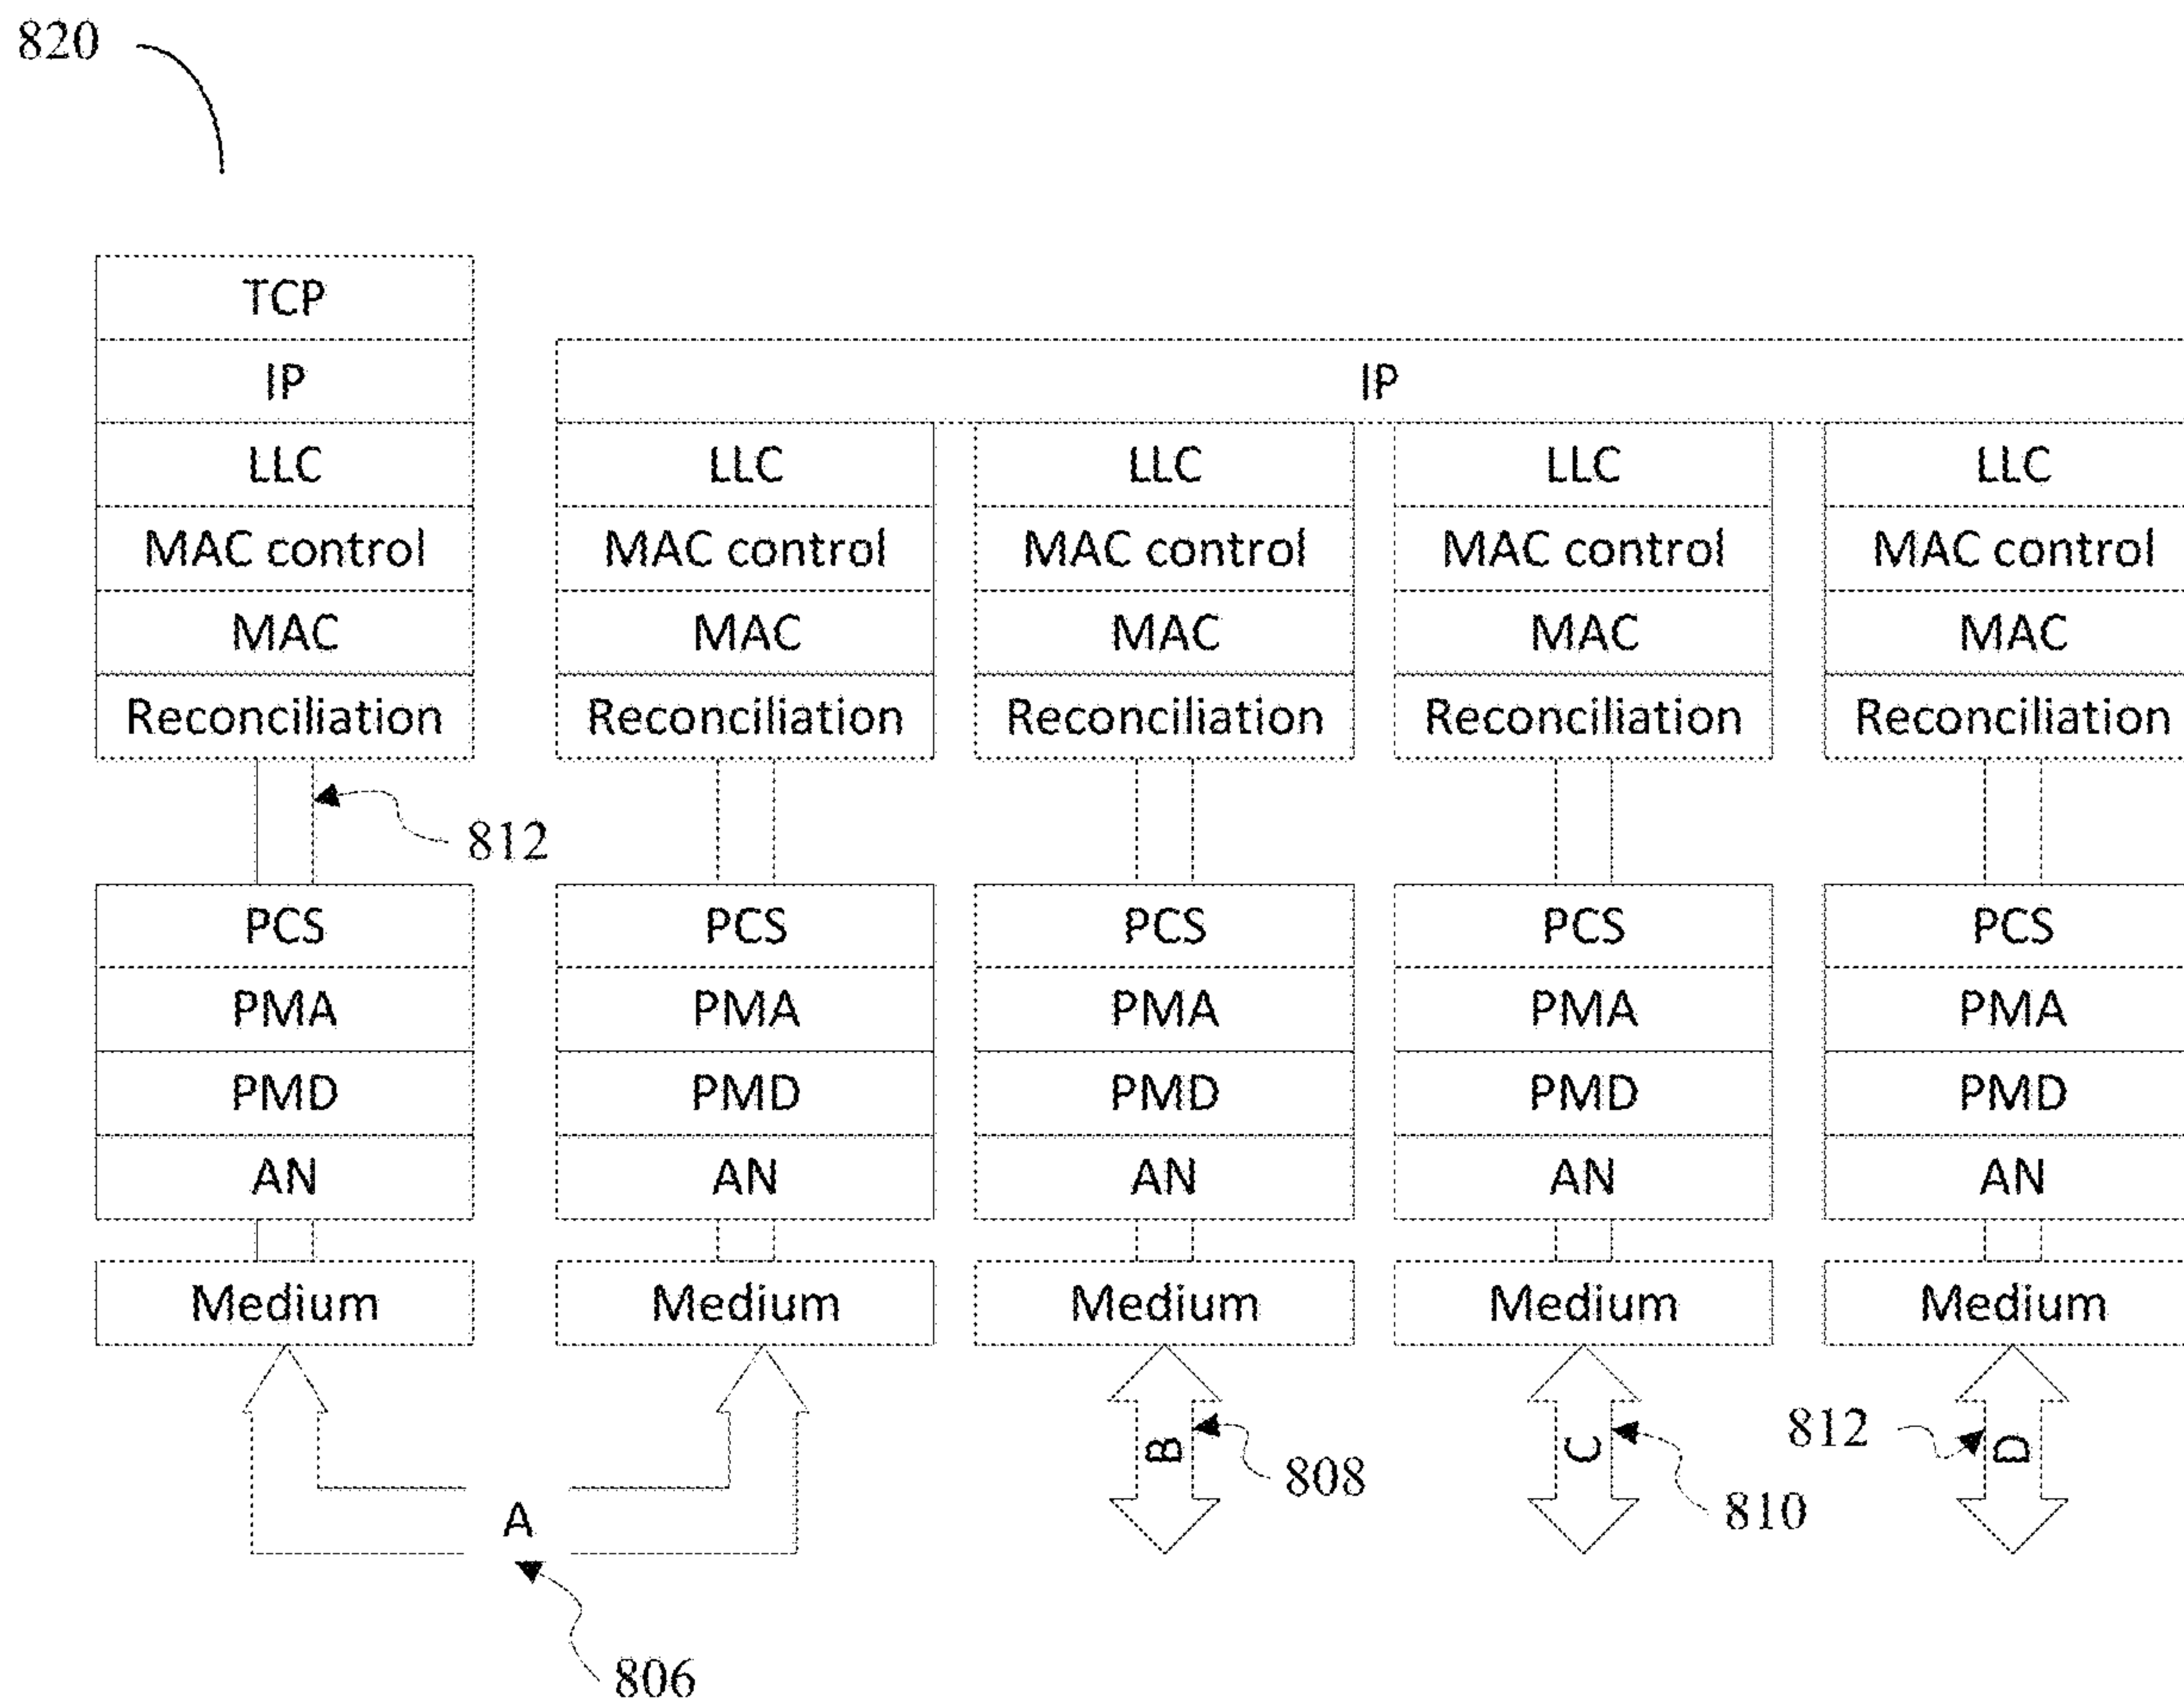 820
TCP
IP IP
LLC LLC LLC LLC LLC
MAC control MAC control MAC control MAC control MAC control
MAC MAC MAC MAC MAC
Reconciliation Reconciliation Reconciliation Reconciliation Reconciliation
812
PCS PCS PCS PCS PCS
PMA PMA PMA PMA PMA
PMD PMD PMD PMD PMD
AN AN AN AN AN
Medium Medium Medium Medium Medium
B 808 C 810 812 D
A
806